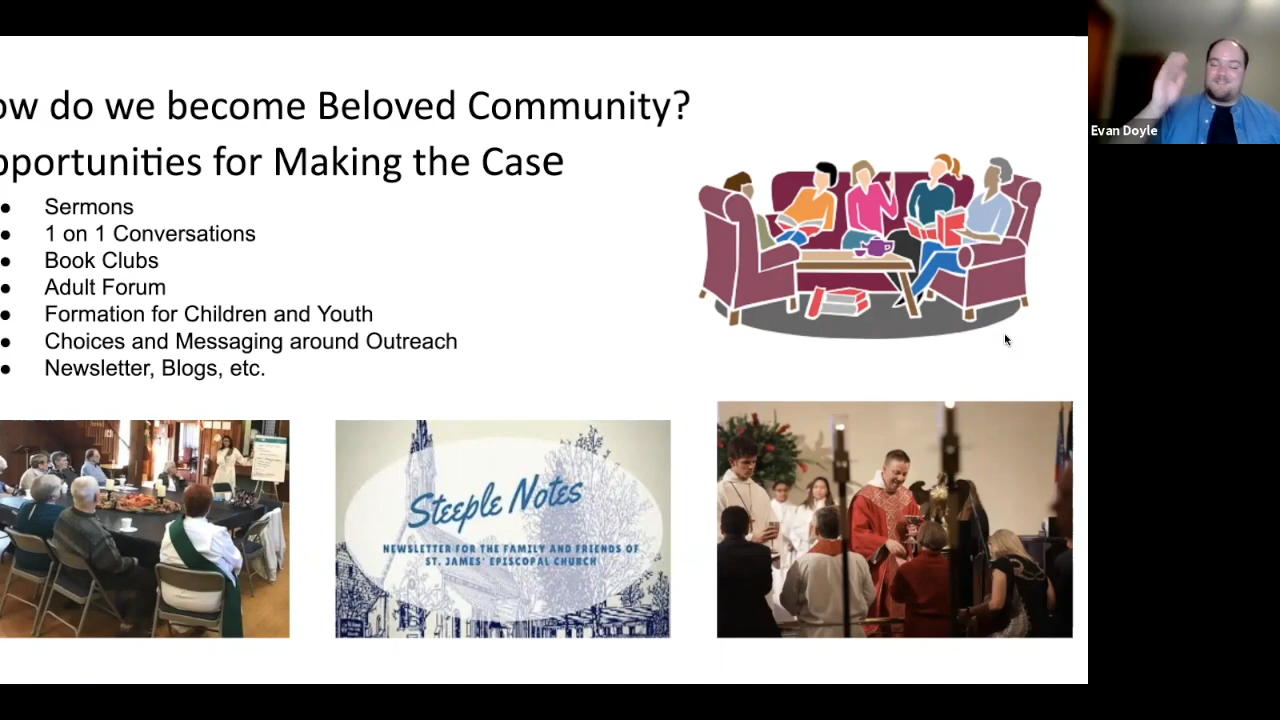 ow do we become Beloved Community?
pportunities for Making the Case
● Sermons
● 1 on 1 Conversations
● Book Clubs
● Adult Forum
● Formation for Children and Youth
● Choices and Messaging around Outreach
● Newsletter, Blogs, etc.
Steeple Notes
NEWSLETTER FOR THE FAMILY AND FRIENDS OF
ST. JAMES' EPISCOPAL CHURCH
Evan Doyle